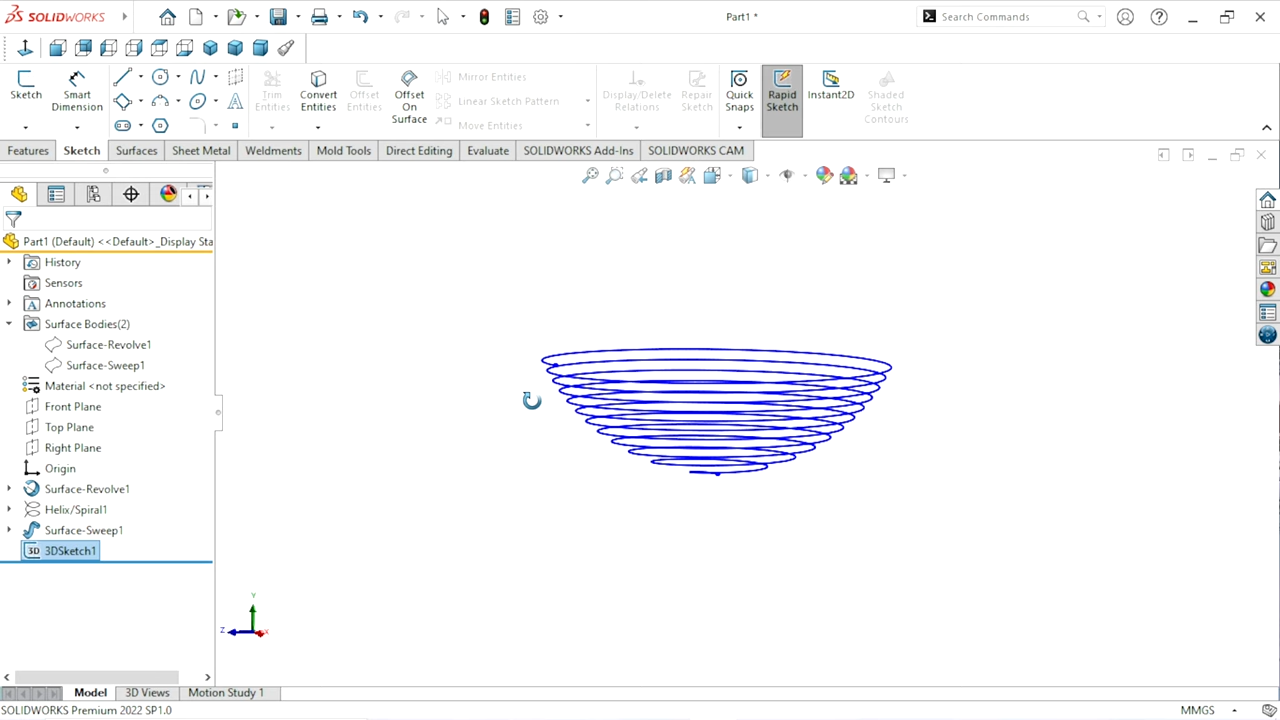 SOLIDWORKS
Part1 *
Search Commands
Sketch
Smart Dimension
Trim Entities
Convert Entities
Offset Entities
Offset On Surface
Mirror Entities
Linear Sketch Pattern
Move Entities
Display/Delete Relations
Repair Sketch
Quick Snaps
Rapid Sketch
Instant2D
Shaded Sketch Contours
Features
Sketch
Surfaces
Sheet Metal
Weldments
Mold Tools
Direct Editing
Evaluate
SOLIDWORKS Add-Ins
SOLIDWORKS CAM
Part1 (Default) <<Default>_Display Sta
History
Sensors
Annotations
Surface Bodies(2)
Surface-Revolve1
Surface-Sweep1
Material <not specified>
Front Plane
Top Plane
Right Plane
Origin
Surface-Revolve1
Helix/Spiral1
Surface-Sweep1
3D 3DSketch1
Y
Z
X
Model
3D Views
Motion Study 1
SOLIDWORKS Premium 2022 SP1.0
MMGS